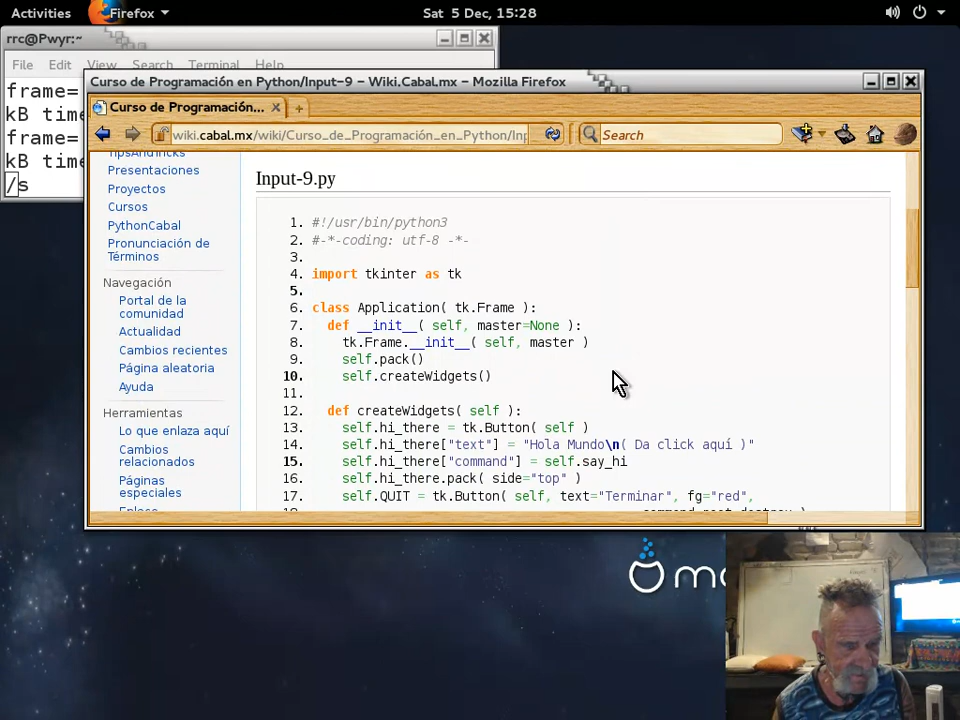 Activities Firefox Sat 5 Dec, 15:28
rrc@Pwyr:~
File Edit View Search Terminal Help
frame=
kB time
frame=
kB time
/s
Curso de Programación en Python/Input-9 – Wiki.Cabal.mx – Mozilla Firefox
Curso de Programación...
wiki.cabal.mx/wiki/Curso_de_Programación_en_Python/Inp
Search
TipsAndTricks
Presentaciones
Proyectos
Cursos
PythonCabal
Pronunciación de
Términos
Navegación
Portal de la
comunidad
Actualidad
Cambios recientes
Página aleatoria
Ayuda
Herramientas
Lo que enlaza aquí
Cambios
relacionados
Páginas
especiales
Enlace
Input-9.py
1. #!/usr/bin/python3
2. #-*-coding: utf-8 -*-
3.
4. import tkinter as tk
5.
6. class Application( tk.Frame ):
7. def __init__( self, master=None ):
8. tk.Frame.__init__( self, master )
9. self.pack()
10. self.createWidgets()
11.
12. def createWidgets( self ):
13. self.hi_there = tk.Button( self )
14. self.hi_there["text"] = "Hola Mundo\n( Da click aquí )"
15. self.hi_there["command"] = self.say_hi
16. self.hi_there.pack( side="top" )
17. self.QUIT = tk.Button( self, text="Terminar", fg="red",
18. command=root.destroy )